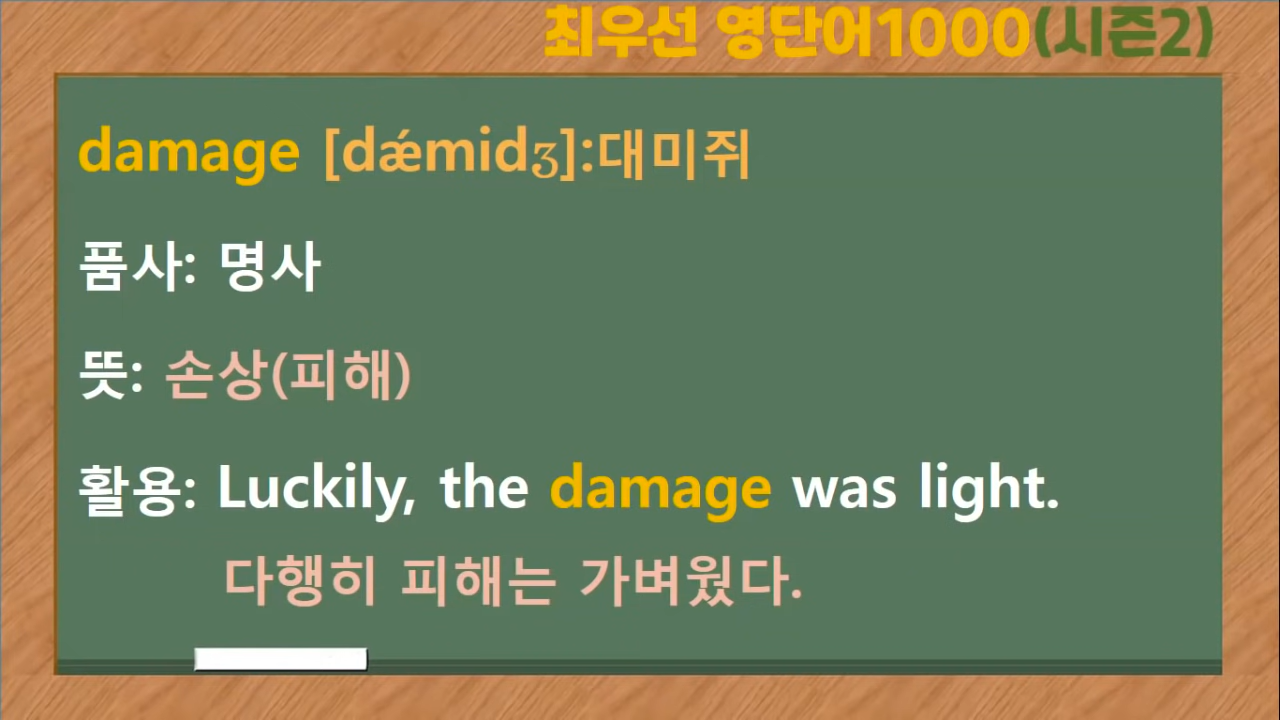 최우선 영단어1000(시즌2)
damage [dǽmidʒ]:대미쥐
품사: 명사
뜻: 손상(피해)
활용: Luckily, the damage was light.
다행히 피해는 가벼웠다.